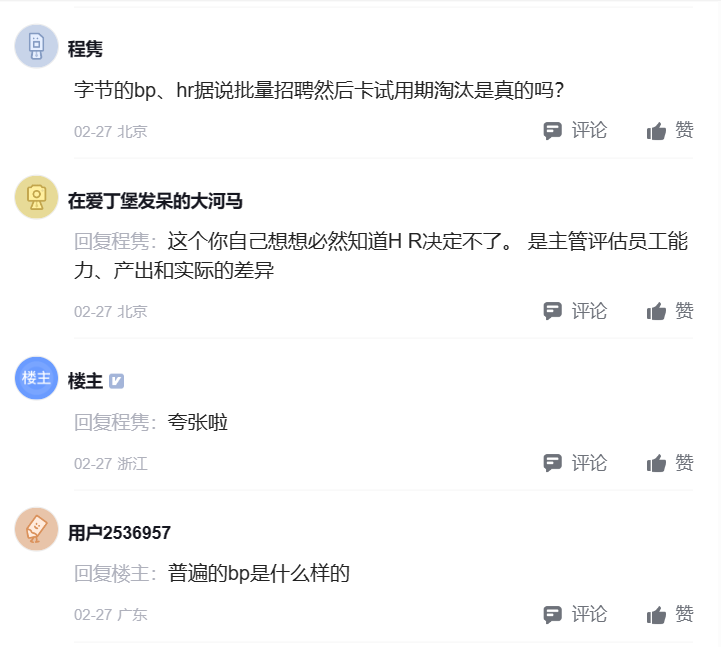 程隽
字节的bp、hr据说批量招聘然后卡试用期淘汰是真的吗?
02-27 北京
评论 赞
在爱丁堡发呆的大河马
回复程隽: 这个你自己想想必然知道H R决定不了。 是主管评估员工能
力、产出和实际的差异
02-27 北京
评论 赞
楼主
楼主
回复程隽: 夸张啦
02-27 浙江
评论 赞
用户2536957
回复楼主: 普遍的bp是什么样的
02-27 广东
评论 赞